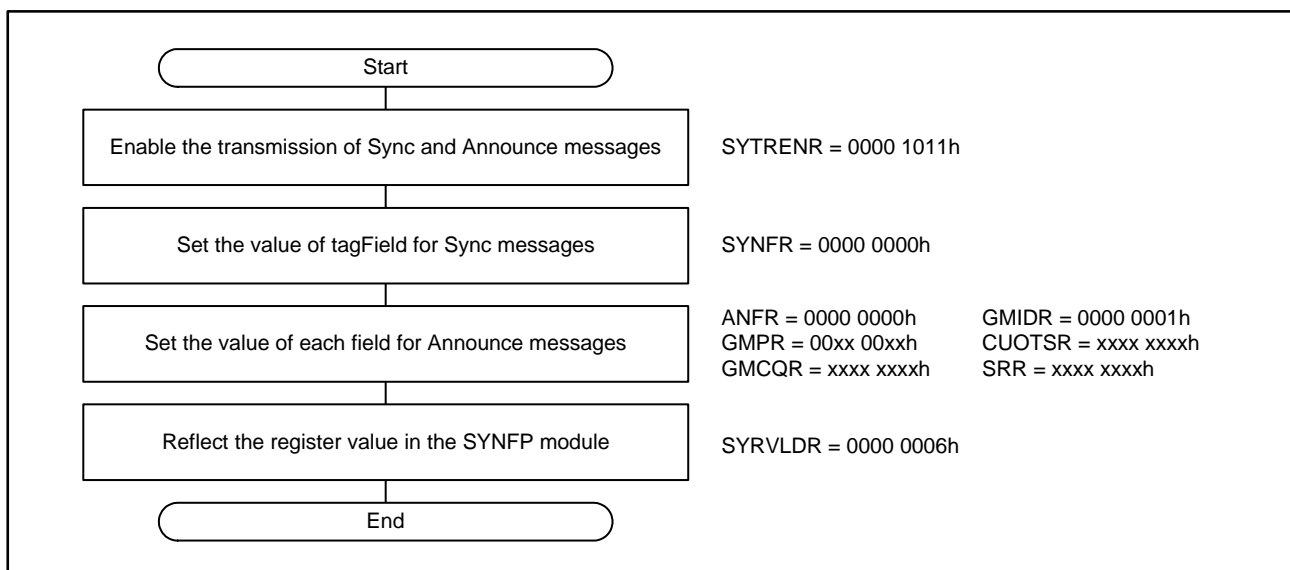 Start
Enable the transmission of Sync and Announce messages
SYTRENR = 0000 1011h
Set the value of tagField for Sync messages
SYNFR = 0000 0000h
Set the value of each field for Announce messages
ANFR = 0000 0000h
GMPR = 00xx 00xxh
GMCQR = xxxx xxxxh
GMIDR = 0000 0001h
CUOTSR = xxxx xxxxh
SRR = xxxx xxxxh
Reflect the register value in the SYNFP module
SYRVLDR = 0000 0006h
End